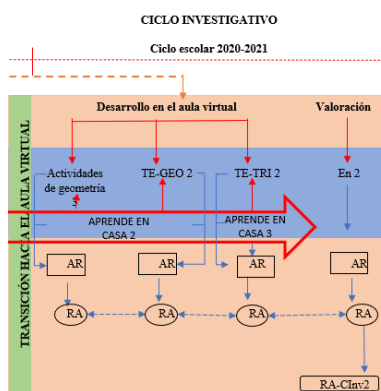 CICLO INVESTIGATIVO
Ciclo escolar 2020-2021
Desarrollo en el aula virtual
Valoración
TRANSICIÓN HACIA EL AULA VIRTUAL
Actividades
de geometría
3
TE-GEO 2
TE-TRI 2
En 2
APRENDE EN
CASA 2
APRENDE EN
CASA 3
AR
AR
AR
AR
RA
RA
RA
RA
RA-CInv2